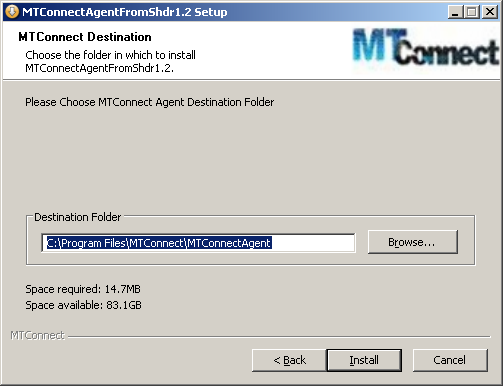 MTConnectAgentFromShdr1.2 Setup
MTConnect Destination
Choose the folder in which to install
MTConnectAgentFromShdr1.2.
MTConnect
Please Choose MTConnect Agent Destination Folder
Destination Folder
C:\Program Files\MTConnect\MTConnectAgent
Browse...
Space required: 14.7MB
Space available: 83.1GB
MTConnect
< Back
Install
Cancel